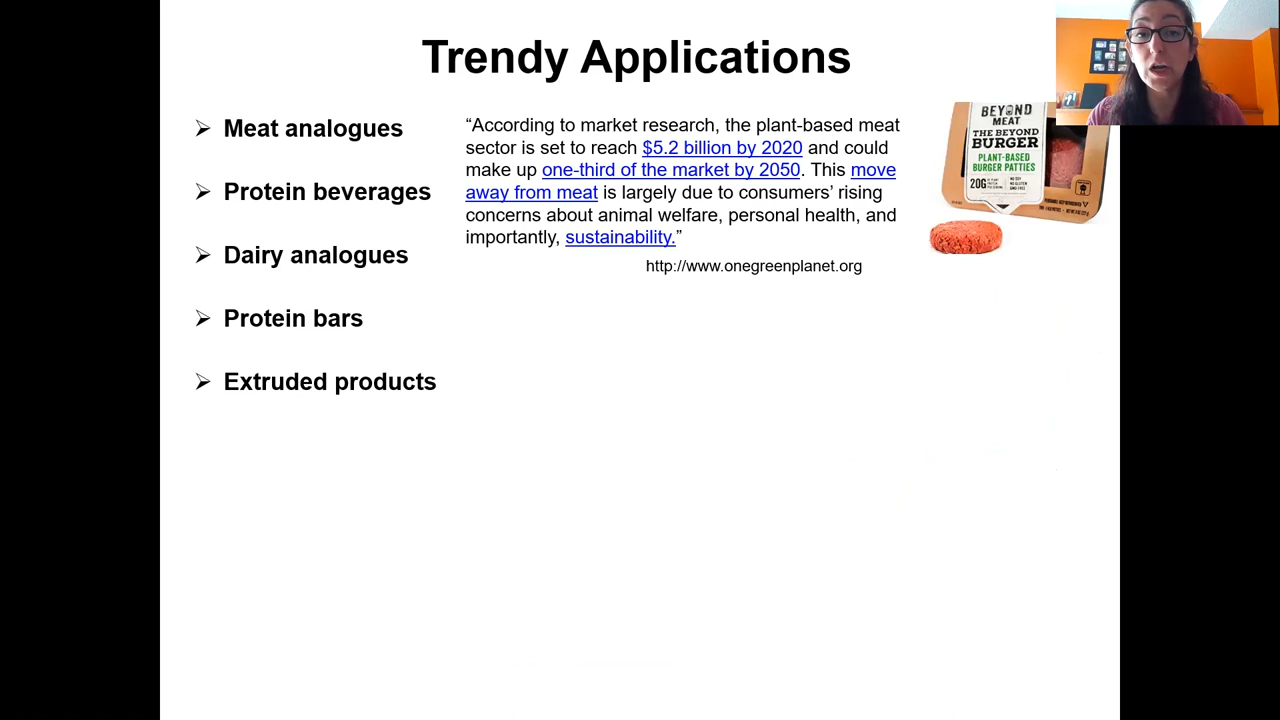 Trendy Applications
➢ Meat analogues
➢ Protein beverages
➢ Dairy analogues
➢ Protein bars
➢ Extruded products
“According to market research, the plant-based meat
sector is set to reach $5.2 billion by 2020 and could
make up one-third of the market by 2050. This move
away from meat is largely due to consumers’ rising
concerns about animal welfare, personal health, and
importantly, sustainability.”
http://www.onegreenplanet.org
BEYOND
MEAT
THE BEYOND
BURGER
PLANT-BASED
BURGER PATTIES
20G